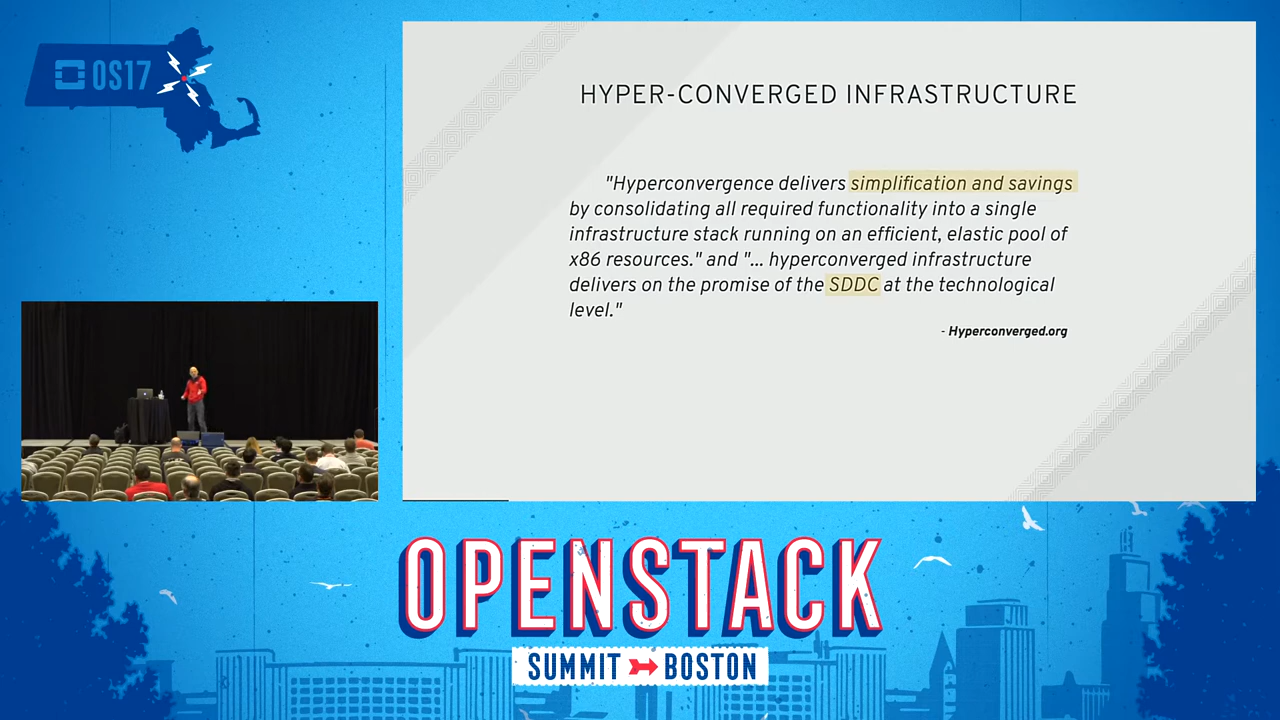 OS17
HYPER-CONVERGED INFRASTRUCTURE
"Hyperconvergence delivers simplification and savings
by consolidating all required functionality into a single
infrastructure stack running on an efficient, elastic pool of
x86 resources." and "... hyperconverged infrastructure
delivers on the promise of the SDDC at the technological
level."
- Hyperconverged.org
OPENSTACK
SUMMIT BOSTON